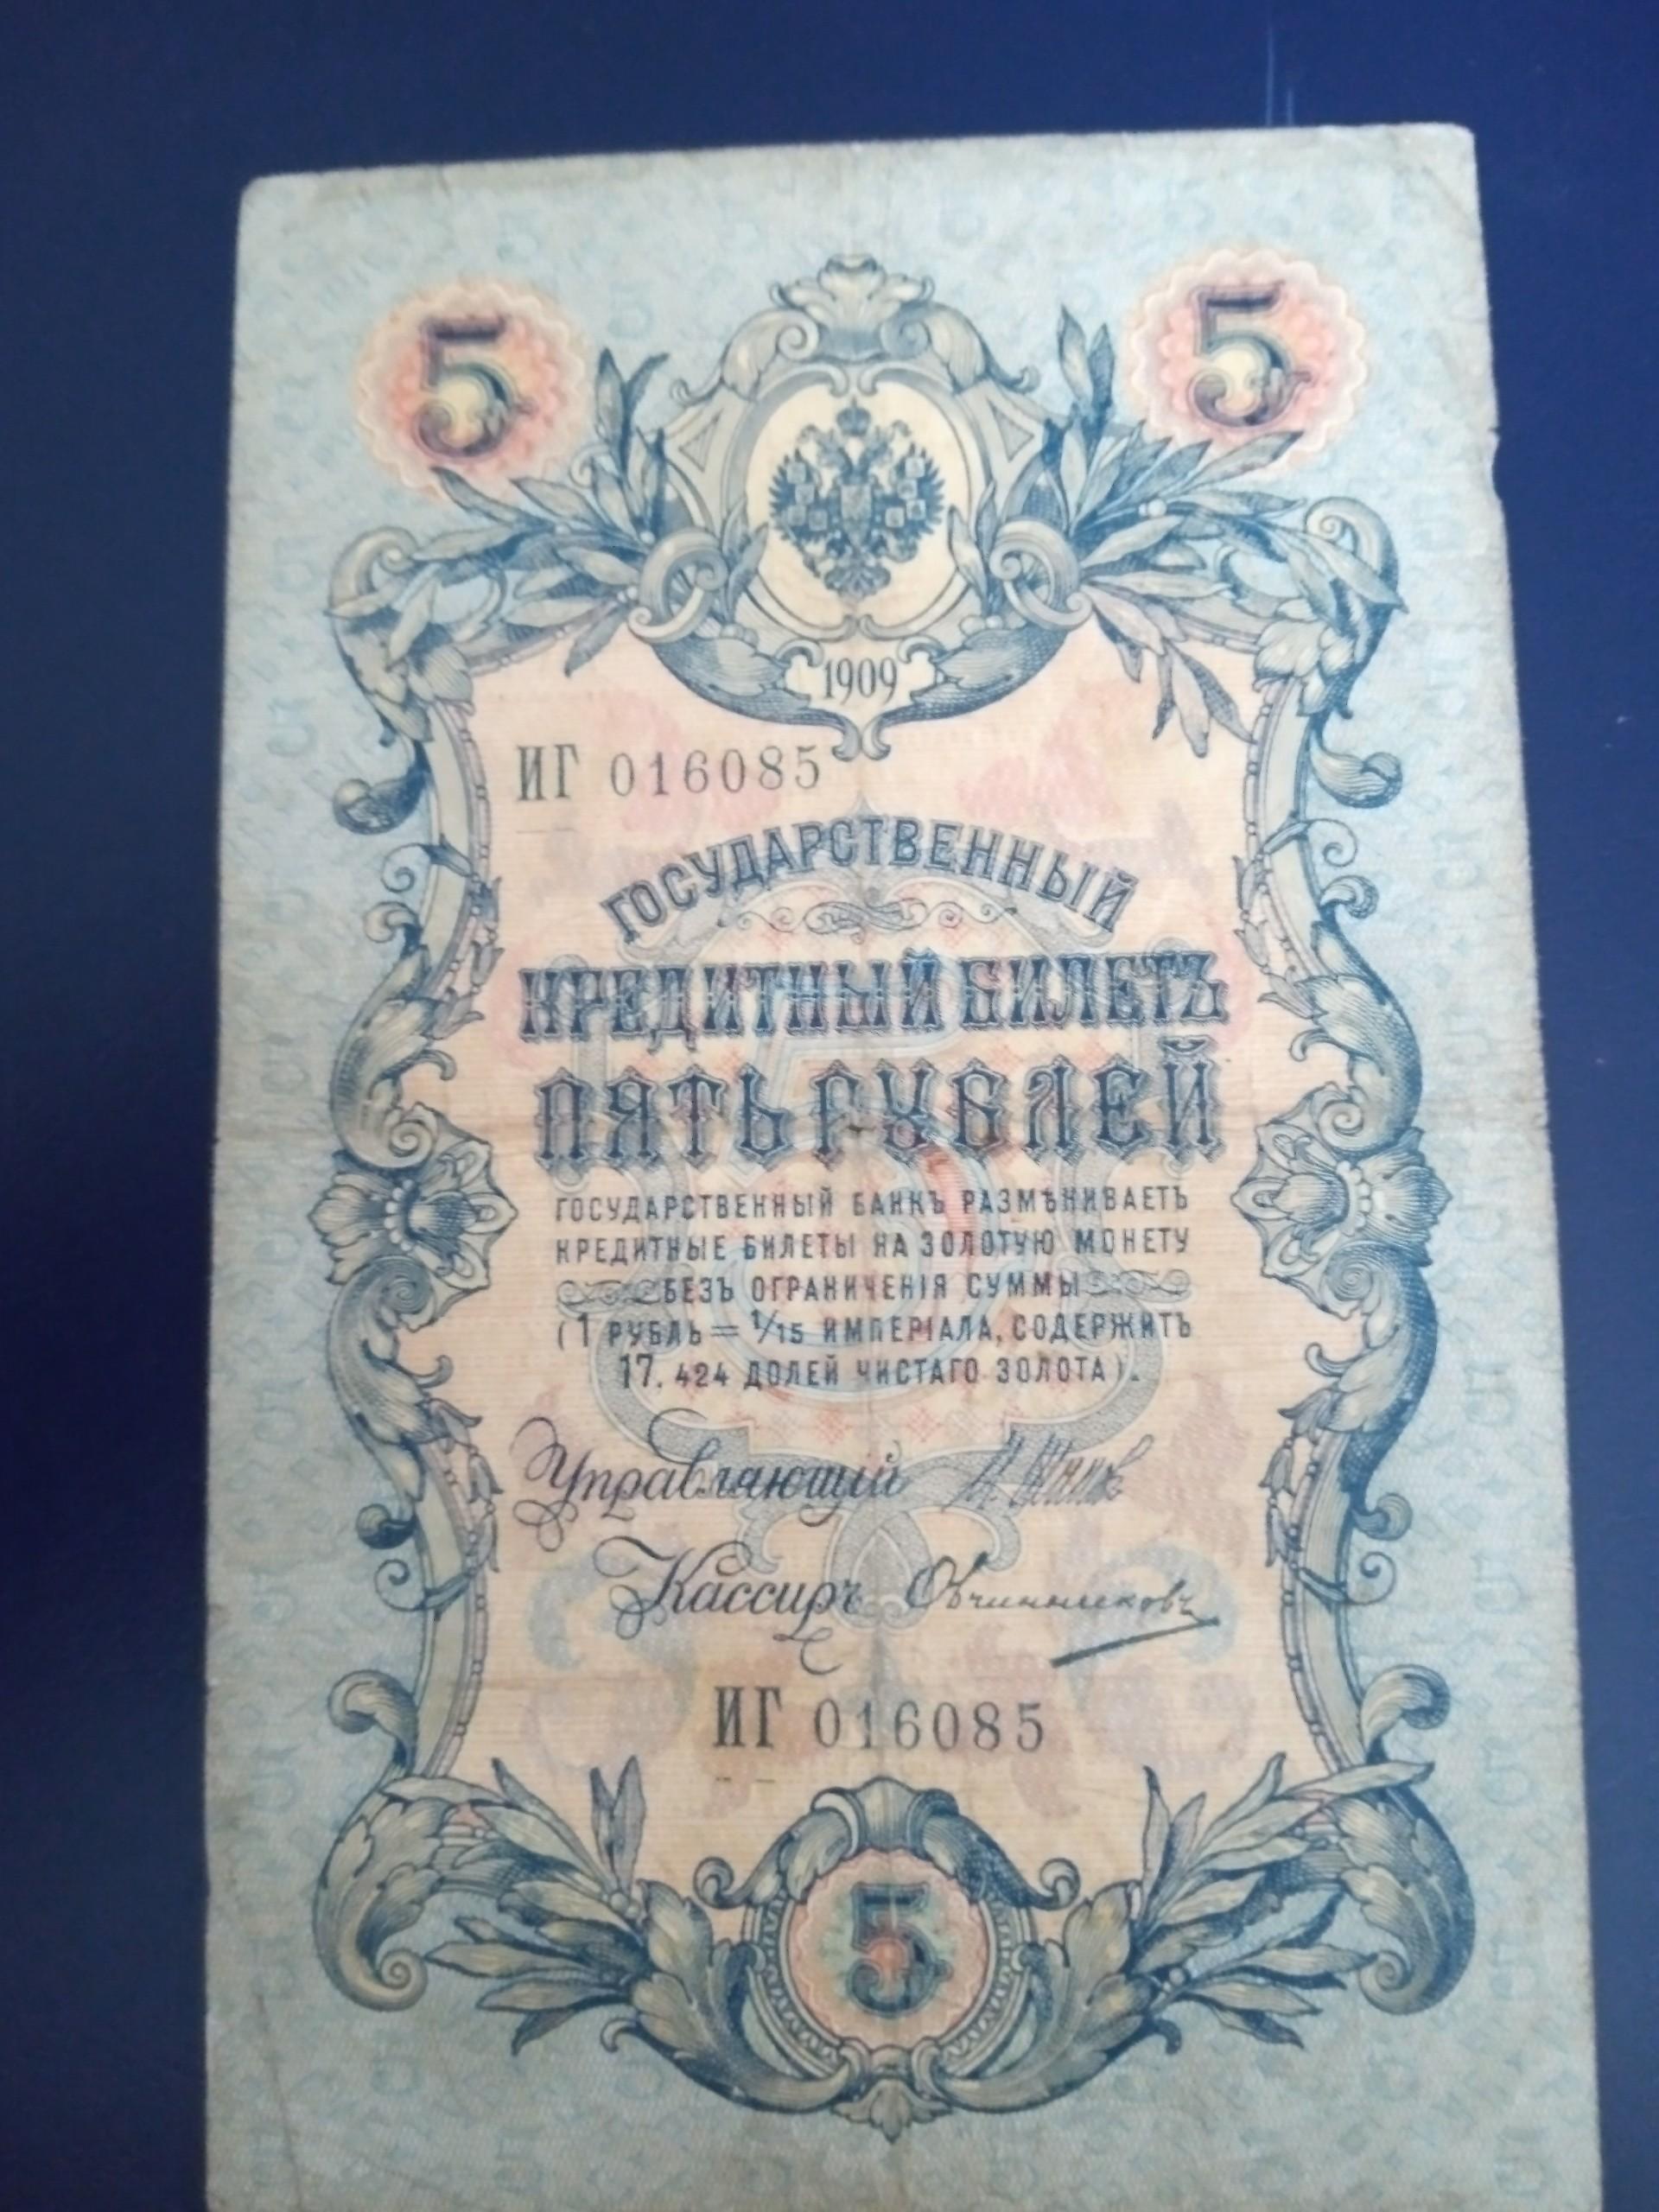 5 5
1909
ИГ 016085
ГОСУДАРСТВЕННЫЙ
КРЕДИТНЫЙ БИЛЕТЪ
ПЯТЬ РУБЛЕЙ
ГОСУДАРСТВЕННЫЙ БАНКЪ РАЗМѢНИВАЕТЪ
КРЕДИТНЫЕ БИЛЕТЫ НА ЗОЛОТУЮ МОНЕТУ
БЕЗЪ ОГРАНИЧЕНІЯ СУММЫ
(1 РУБЛЬ = 1/15 ИМПЕРІАЛА, СОДЕРЖИТЪ
17.424 ДОЛЕЙ ЧИСТАГО ЗОЛОТА).
Управляющій
Кассиръ Овчинниковъ
ИГ 016085
5